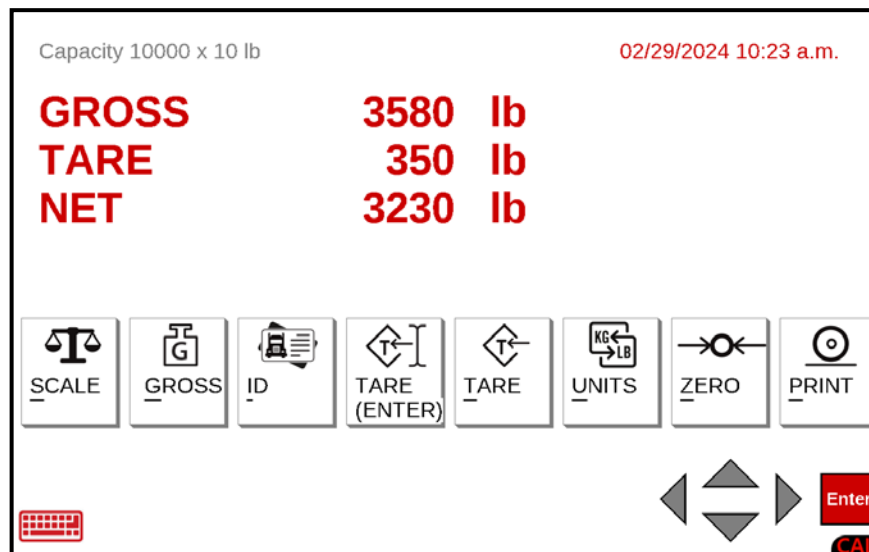 Capacity 10000 x 10 lb 02/29/2024 10:23 a.m.
GROSS 3580 lb
TARE 350 lb
NET 3230 lb
G T T KG LB
SCALE GROSS ID TARE (ENTER) TARE UNITS ZERO PRINT
Enter